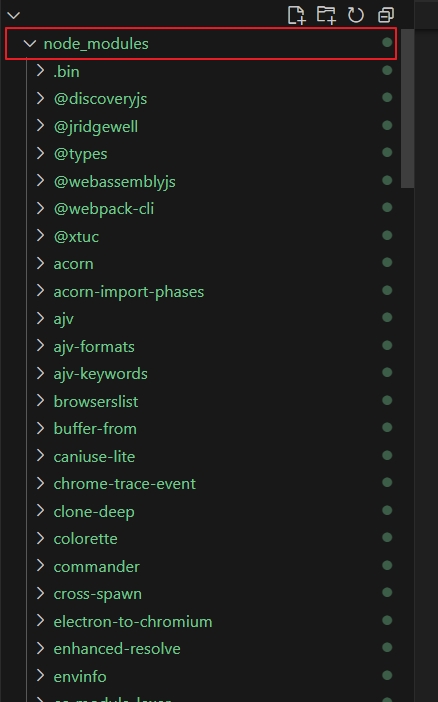 node_modules
.bin
@discoveryjs
@jridgewell
@types
@webassemblyjs
@webpack-cli
@xtuc
acorn
acorn-import-phases
ajv
ajv-formats
ajv-keywords
browserslist
buffer-from
caniuse-lite
chrome-trace-event
clone-deep
colorette
commander
cross-spawn
electron-to-chromium
enhanced-resolve
envinfo